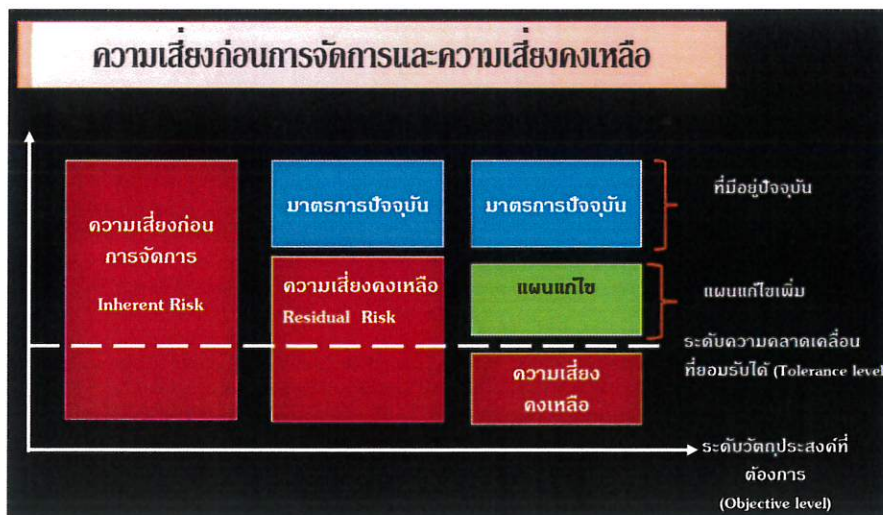 ความเสี่ยงก่อนการจัดการและความเสี่ยงคงเหลือ
ความเสี่ยงก่อน
การจัดการ
Inherent Risk
มาตรการปัจจุบัน
ความเสี่ยงคงเหลือ
Residual Risk
มาตรการปัจจุบัน
แผนแก้ไข
ความเสี่ยง
คงเหลือ
ที่มีอยู่ปัจจุบัน
แผนแก้ไขเพิ่ม
ระดับความคลาดเคลื่อน
ที่ยอมรับได้ (Tolerance level
ระดับวัตถุประสงค์ที่
ต้องการ
(Objective level)